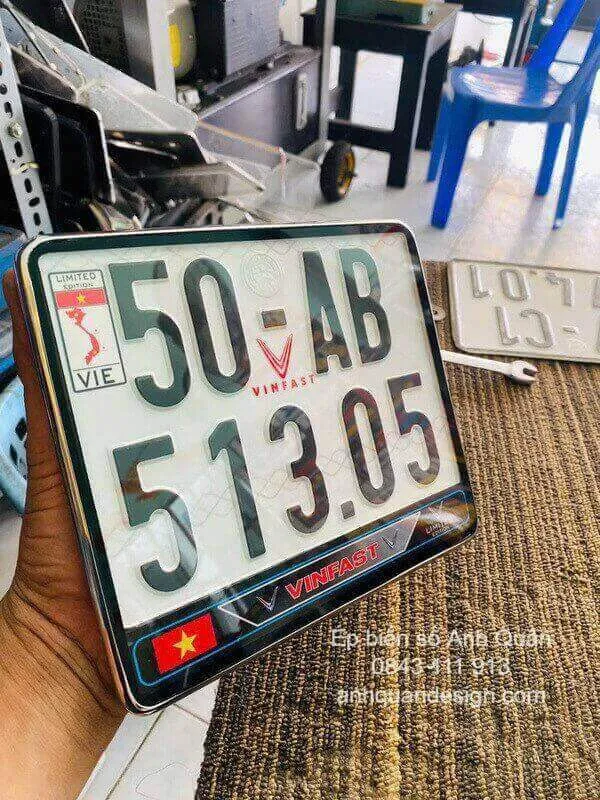 LIMITED
EDITION
VIE
50-AB
VINFAST
513.05
VINFAST
Ép biển số Anh Quân
0843 111 913
anhquandesign.com